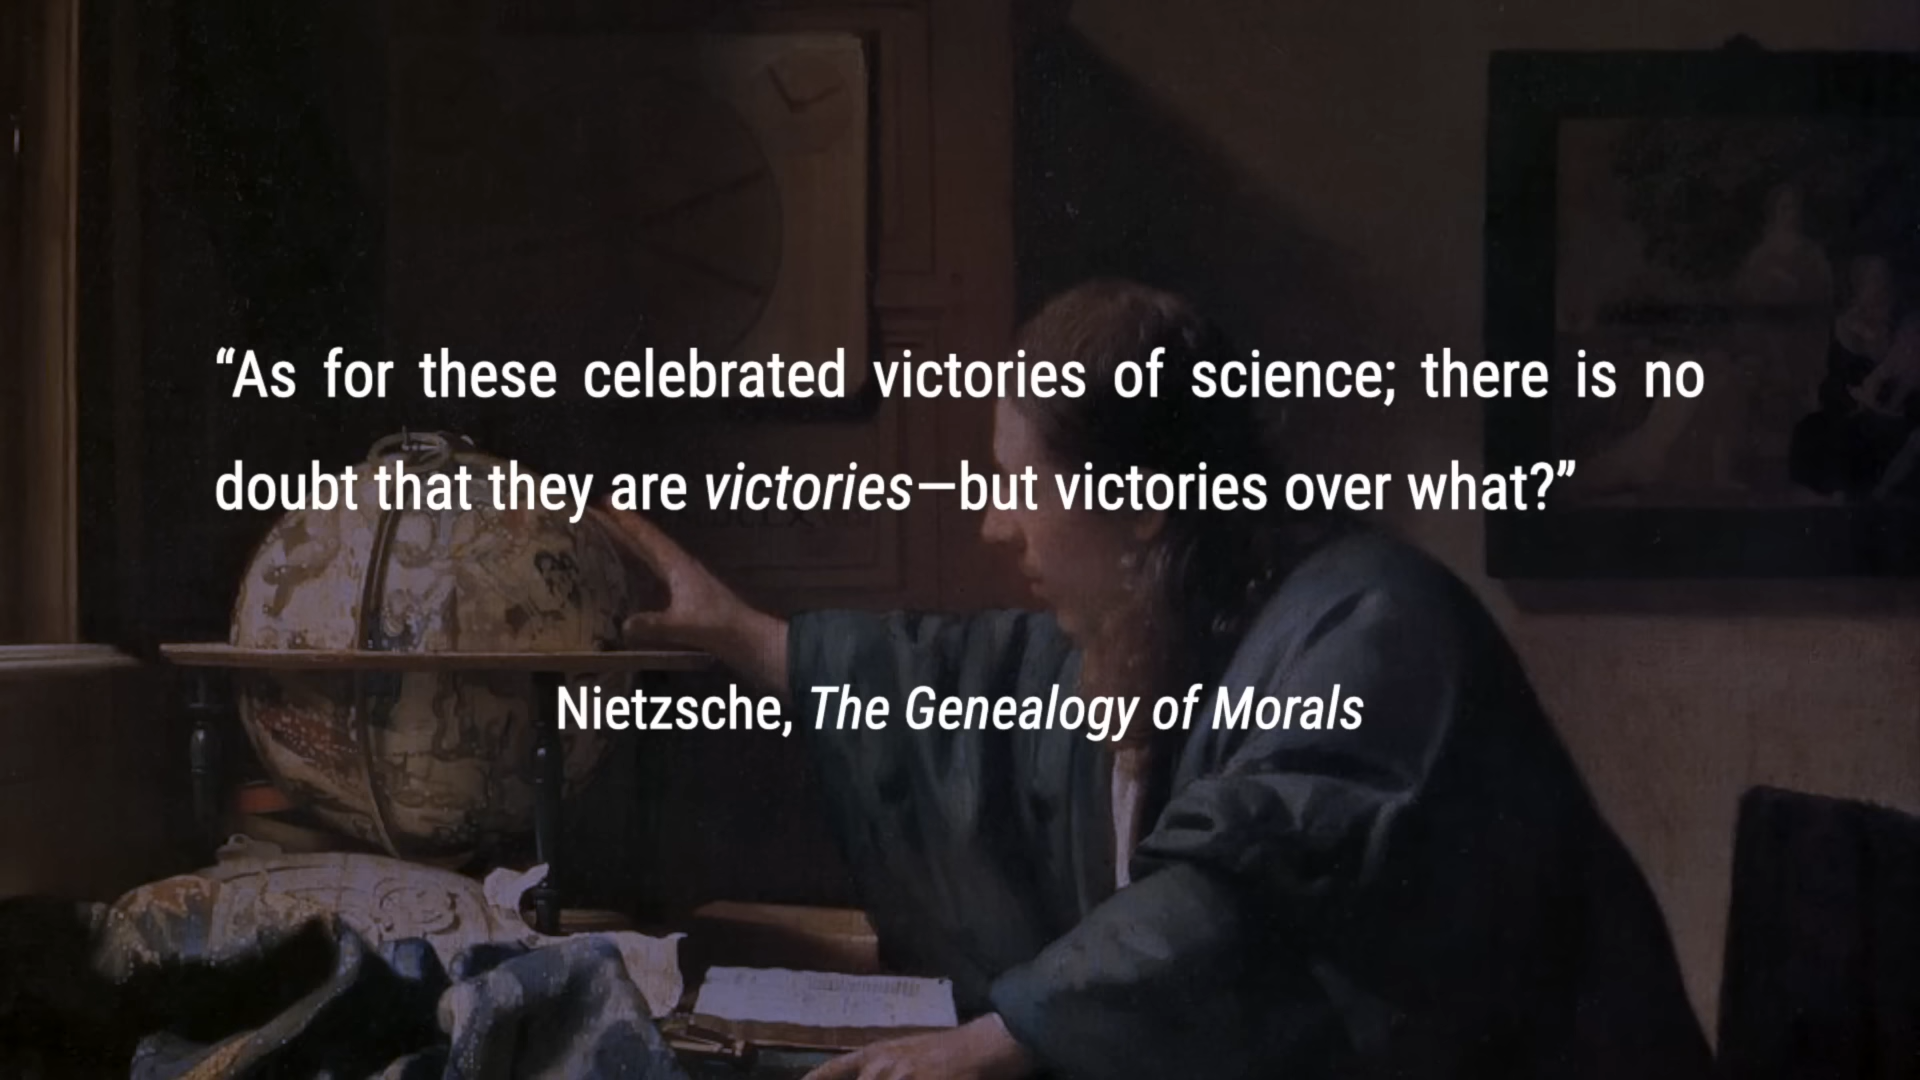 “As for these celebrated victories of science; there is no
doubt that they are victories—but victories over what?”
Nietzsche, The Genealogy of Morals